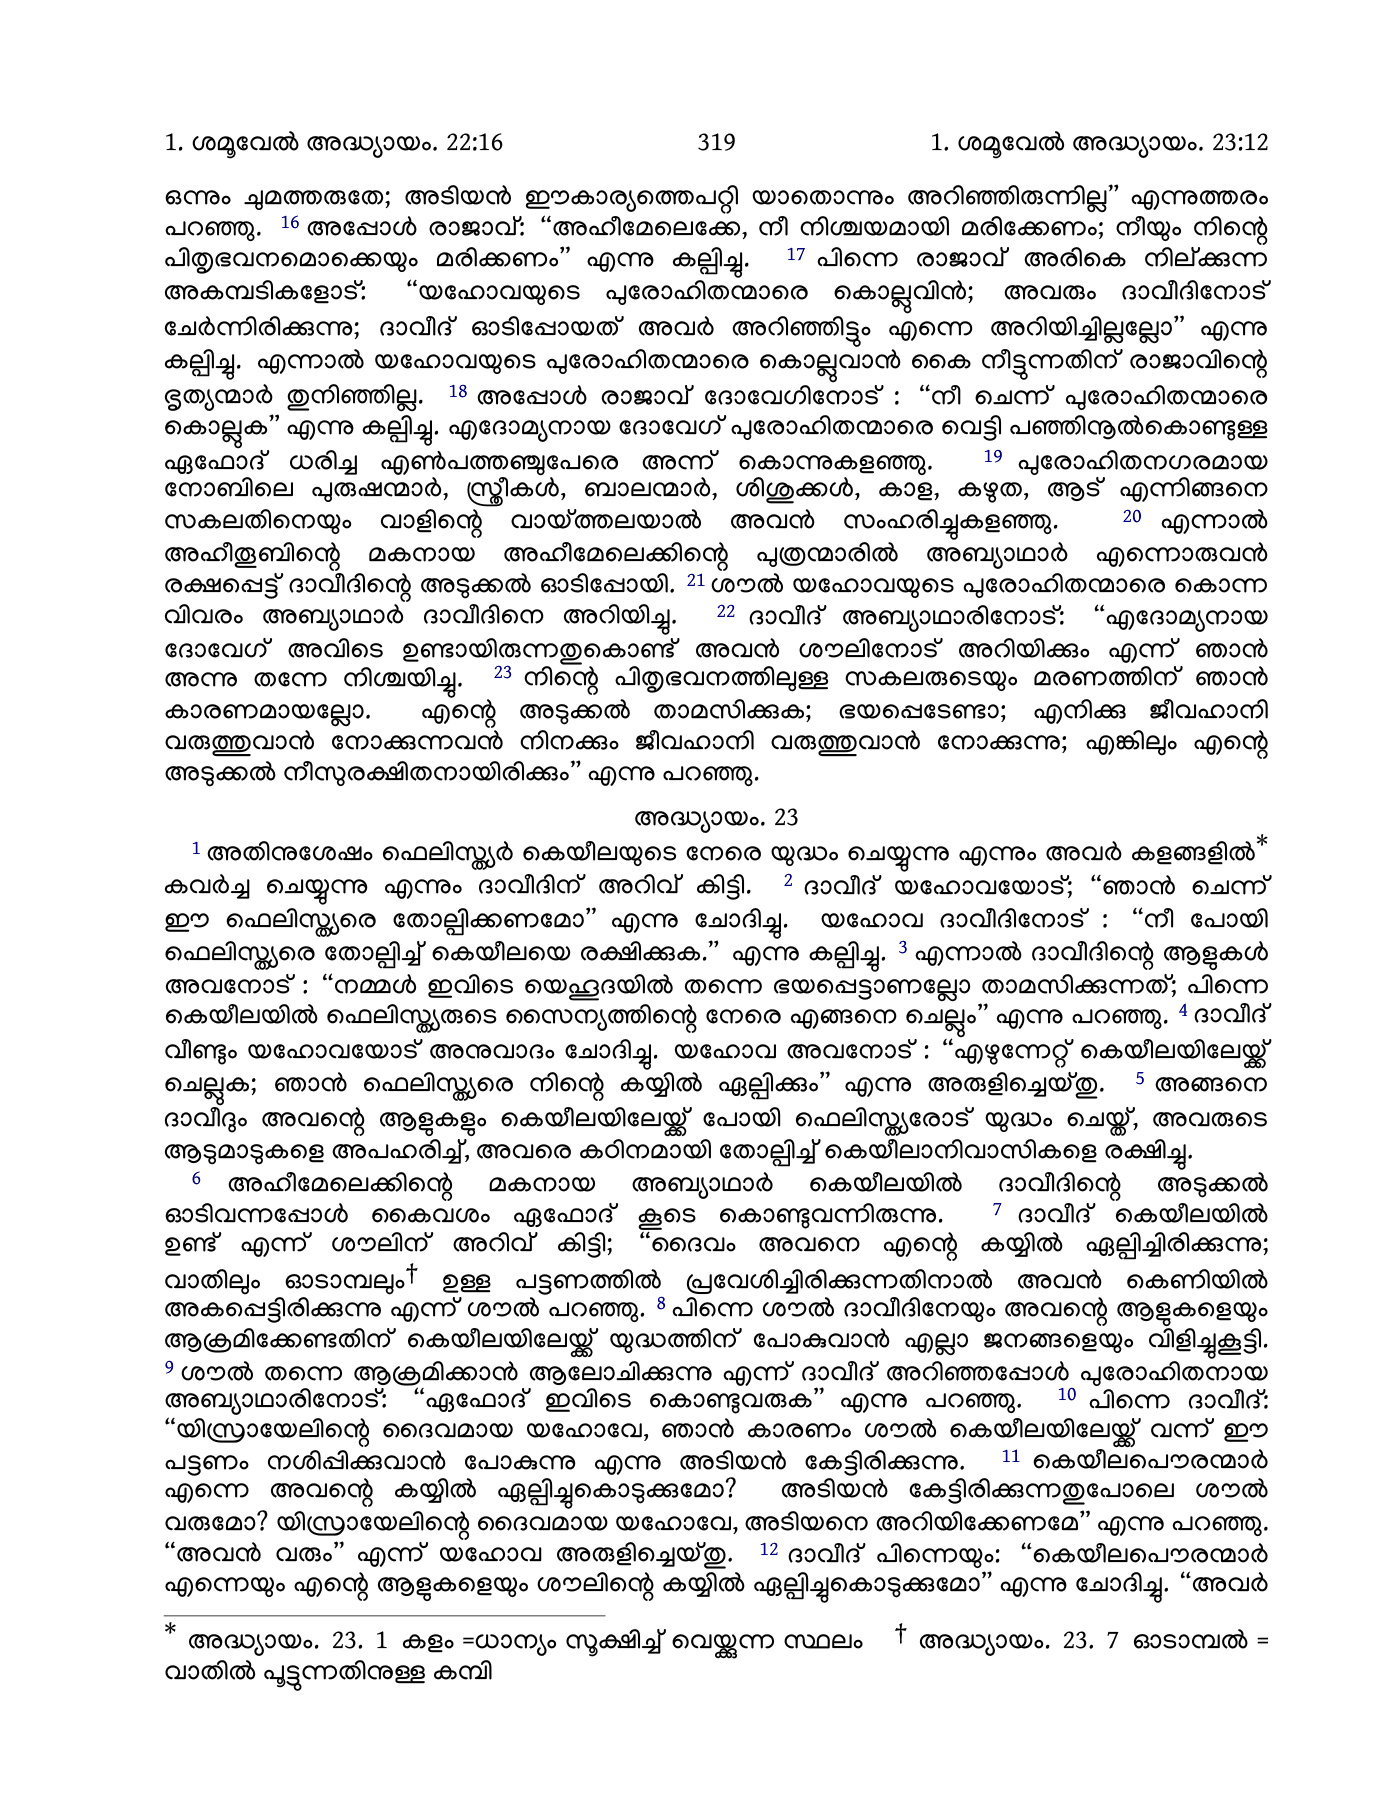 1. ശമൂവേൽ അദ്ധ്യായം. 22:16 319 1. ശമൂവേൽ അദ്ധ്യായം. 23:12
ഒന്നും ചുമത്തരുതേ; അടിയൻ ഈകാര്യത്തെപറ്റി യാതൊന്നും അറിഞ്ഞിരുന്നില്ല” എന്നുത്തരം
പറഞ്ഞു. 16 അപ്പോൾ രാജാവ്: “അഹീമേലെക്കേ, നീ നിശ്ചയമായി മരിക്കേണം; നീയും നിന്റെ
പിതൃഭവനമൊക്കെയും മരിക്കണം” എന്നു കല്പിച്ചു. 17 പിന്നെ രാജാവ് അരികെ നില്ക്കുന്ന
അകമ്പടികളോട്: “യഹോവയുടെ പുരോഹിതന്മാരെ കൊല്ലുവിൻ; അവരും ദാവീദിനോട്
ചേർന്നിരിക്കുന്നു; ദാവീദ് ഓടിപ്പോയത് അവർ അറിഞ്ഞിട്ടും എന്നെ അറിയിച്ചില്ലല്ലോ” എന്നു
കല്പിച്ചു. എന്നാൽ യഹോവയുടെ പുരോഹിതന്മാരെ കൊല്ലുവാൻ കൈ നീട്ടുന്നതിന് രാജാവിന്റെ
ഭൃത്യന്മാർ തുനിഞ്ഞില്ല. 18 അപ്പോൾ രാജാവ് ദോവേഗിനോട് : “നീ ചെന്ന് പുരോഹിതന്മാരെ
കൊല്ലുക” എന്നു കല്പിച്ചു. എദോമ്യനായ ദോവേഗ് പുരോഹിതന്മാരെ വെട്ടി പഞ്ഞിനൂൽകൊണ്ടുള്ള
ഏഫോദ് ധരിച്ച എൺപത്തഞ്ചുപേരെ അന്ന് കൊന്നുകളഞ്ഞു. 19 പുരോഹിതനഗരമായ
നോബിലെ പുരുഷന്മാർ, സ്ത്രീകൾ, ബാലന്മാർ, ശിശുക്കൾ, കാള, കഴുത, ആട് എന്നിങ്ങനെ
സകലതിനെയും വാളിന്റെ വായ്ത്തലയാൽ അവൻ സംഹരിച്ചുകളഞ്ഞു. 20 എന്നാൽ
അഹീതൂബിന്റെ മകനായ അഹീമേലെക്കിന്റെ പുത്രന്മാരിൽ അബ്യാഥാർ എന്നൊരുവൻ
രക്ഷപ്പെട്ട് ദാവീദിന്റെ അടുക്കൽ ഓടിപ്പോയി. 21 ശൗൽ യഹോവയുടെ പുരോഹിതന്മാരെ കൊന്ന
വിവരം അബ്യാഥാർ ദാവീദിനെ അറിയിച്ചു. 22 ദാവീദ് അബ്യാഥാരിനോട്: “എദോമ്യനായ
ദോവേഗ് അവിടെ ഉണ്ടായിരുന്നതുകൊണ്ട് അവൻ ശൗലിനോട് അറിയിക്കും എന്ന് ഞാൻ
അന്നു തന്നേ നിശ്ചയിച്ചു. 23 നിന്റെ പിതൃഭവനത്തിലുള്ള സകലരുടെയും മരണത്തിന് ഞാൻ
കാരണമായല്ലോ. എന്റെ അടുക്കൽ താമസിക്കുക; ഭയപ്പെടേണ്ടാ; എനിക്കു ജീവഹാനി
വരുത്തുവാൻ നോക്കുന്നവൻ നിനക്കും ജീവഹാനി വരുത്തുവാൻ നോക്കുന്നു; എങ്കിലും എന്റെ
അടുക്കൽ നീസുരക്ഷിതനായിരിക്കും” എന്നു പറഞ്ഞു.
അദ്ധ്യായം. 23
1 അതിനുശേഷം ഫെലിസ്ത്യർ കെയീലയുടെ നേരെ യുദ്ധം ചെയ്യുന്നു എന്നും അവർ കളങ്ങളിൽ*
കവർച്ച ചെയ്യുന്നു എന്നും ദാവീദിന് അറിവ് കിട്ടി. 2 ദാവീദ് യഹോവയോട്; “ഞാൻ ചെന്ന്
ഈ ഫെലിസ്ത്യരെ തോല്പിക്കണമോ” എന്നു ചോദിച്ചു. യഹോവ ദാവീദിനോട് : “നീ പോയി
ഫെലിസ്ത്യരെ തോല്പിച്ച് കെയീലയെ രക്ഷിക്കുക.” എന്നു കല്പിച്ചു. 3 എന്നാൽ ദാവീദിന്റെ ആളുകൾ
അവനോട് : “നമ്മൾ ഇവിടെ യെഹൂദയിൽ തന്നെ ഭയപ്പെട്ടാണല്ലോ താമസിക്കുന്നത്; പിന്നെ
കെയീലയിൽ ഫെലിസ്ത്യരുടെ സൈന്യത്തിന്റെ നേരെ എങ്ങനെ ചെല്ലും” എന്നു പറഞ്ഞു. 4 ദാവീദ്
വീണ്ടും യഹോവയോട് അനുവാദം ചോദിച്ചു. യഹോവ അവനോട് : “എഴുന്നേറ്റ് കെയീലയിലേയ്ക്ക്
ചെല്ലുക; ഞാൻ ഫെലിസ്ത്യരെ നിന്റെ കയ്യിൽ ഏല്പിക്കും” എന്നു അരുളിച്ചെയ്തു. 5 അങ്ങനെ
ദാവീദും അവന്റെ ആളുകളും കെയീലയിലേയ്ക്ക് പോയി ഫെലിസ്ത്യരോട് യുദ്ധം ചെയ്ത്, അവരുടെ
ആടുമാടുകളെ അപഹരിച്ച്, അവരെ കഠിനമായി തോല്പിച്ച് കെയീലാനിവാസികളെ രക്ഷിച്ചു.
6 അഹീമേലെക്കിന്റെ മകനായ അബ്യാഥാർ കെയീലയിൽ ദാവീദിന്റെ അടുക്കൽ
ഓടിവന്നപ്പോൾ കൈവശം ഏഫോദ് കൂടെ കൊണ്ടുവന്നിരുന്നു. 7 ദാവീദ് കെയീലയിൽ
ഉണ്ട് എന്ന് ശൗലിന് അറിവ് കിട്ടി; “ദൈവം അവനെ എന്റെ കയ്യിൽ ഏല്പിച്ചിരിക്കുന്നു;
വാതിലും ഓടാമ്പലും† ഉള്ള പട്ടണത്തിൽ പ്രവേശിച്ചിരിക്കുന്നതിനാൽ അവൻ കെണിയിൽ
അകപ്പെട്ടിരിക്കുന്നു എന്ന് ശൗൽ പറഞ്ഞു. 8 പിന്നെ ശൗൽ ദാവീദിനേയും അവന്റെ ആളുകളെയും
ആക്രമിക്കേണ്ടതിന് കെയീലയിലേയ്ക്ക് യുദ്ധത്തിന് പോകുവാൻ എല്ലാ ജനങ്ങളെയും വിളിച്ചുകൂട്ടി.
9 ശൗൽ തന്നെ ആക്രമിക്കാൻ ആലോചിക്കുന്നു എന്ന് ദാവീദ് അറിഞ്ഞപ്പോൾ പുരോഹിതനായ
അബ്യാഥാരിനോട്: “ഏഫോദ് ഇവിടെ കൊണ്ടുവരുക” എന്നു പറഞ്ഞു. 10 പിന്നെ ദാവീദ്:
“യിസ്രായേലിന്റെ ദൈവമായ യഹോവേ, ഞാൻ കാരണം ശൗൽ കെയീലയിലേയ്ക്ക് വന്ന് ഈ
പട്ടണം നശിപ്പിക്കുവാൻ പോകുന്നു എന്നു അടിയൻ കേട്ടിരിക്കുന്നു. 11 കെയീലപൌരന്മാർ
എന്നെ അവന്റെ കയ്യിൽ ഏല്പിച്ചുകൊടുക്കുമോ? അടിയൻ കേട്ടിരിക്കുന്നതുപോലെ ശൗൽ
വരുമോ? യിസ്രായേലിന്റെ ദൈവമായ യഹോവേ, അടിയനെ അറിയിക്കേണമേ” എന്നു പറഞ്ഞു.
“അവൻ വരും” എന്ന് യഹോവ അരുളിച്ചെയ്തു. 12 ദാവീദ് പിന്നെയും: “കെയീലപൌരന്മാർ
എന്നെയും എന്റെ ആളുകളെയും ശൗലിന്റെ കയ്യിൽ ഏല്പിച്ചുകൊടുക്കുമോ” എന്നു ചോദിച്ചു. “അവർ
* അദ്ധ്യായം. 23. 1 കളം =ധാന്യം സൂക്ഷിച്ച് വെയ്ക്കുന്ന സ്ഥലം † അദ്ധ്യായം. 23. 7 ഓടാമ്പൽ =
വാതിൽ പൂട്ടുന്നതിനുള്ള കമ്പി